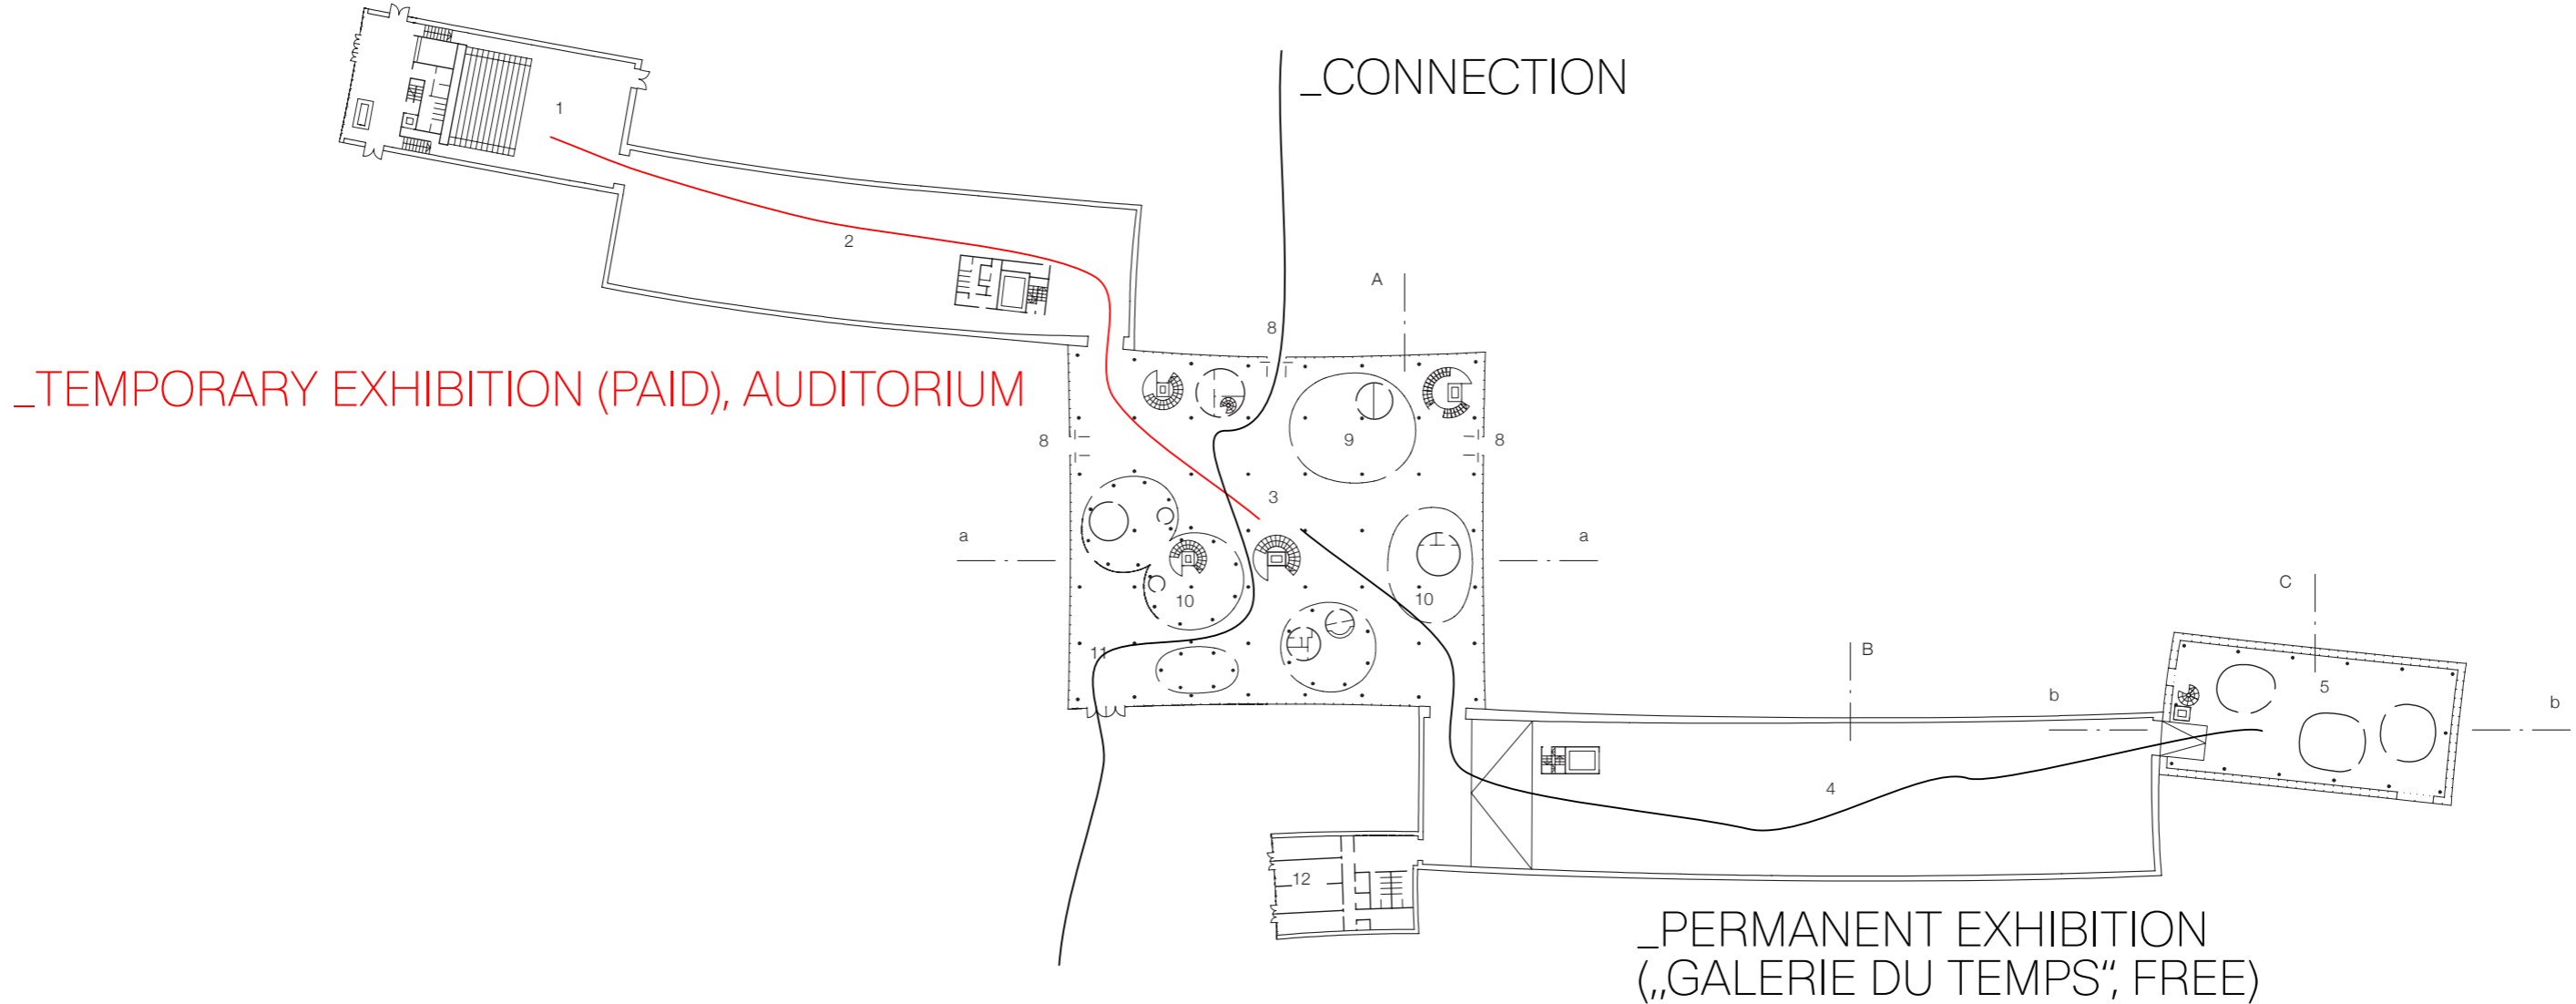 _CONNECTION
1
2
A
8
_TEMPORARY EXHIBITION (PAID), AUDITORIUM
8
9
8
3
a
a
C
10
10
11
B
b
5
b
4
12
_PERMANENT EXHIBITION
(„GALERIE DU TEMPS“, FREE)